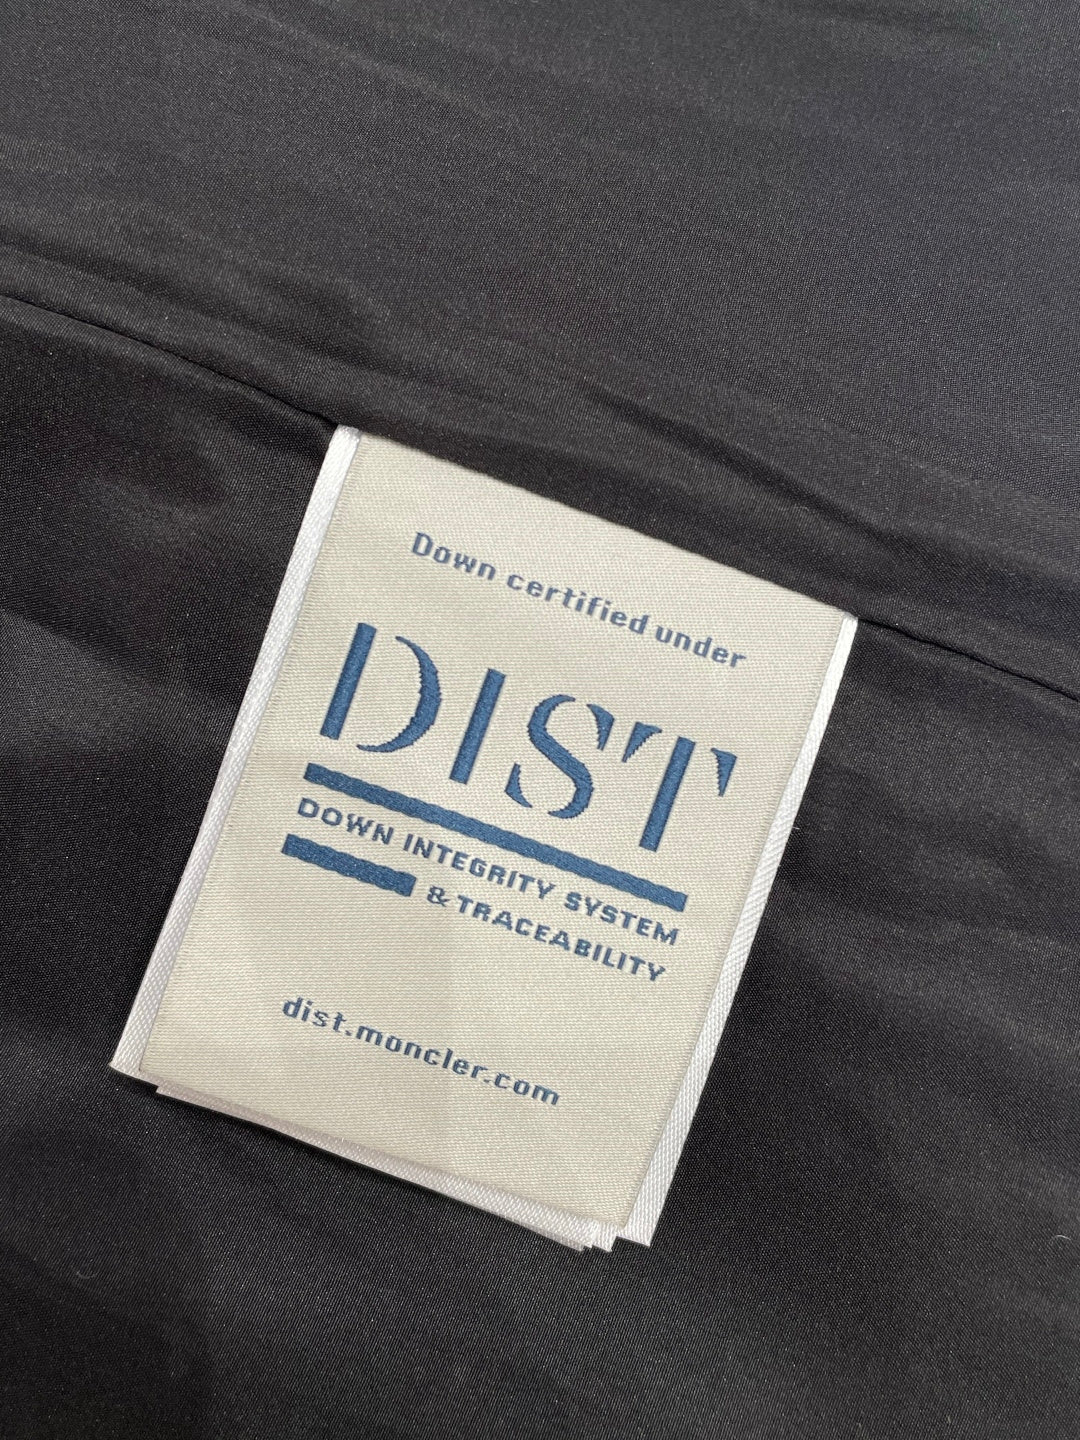 Down certified under
DIST
DOWN INTEGRITY SYSTEM
& TRACEABILITY
dist.moncler.com